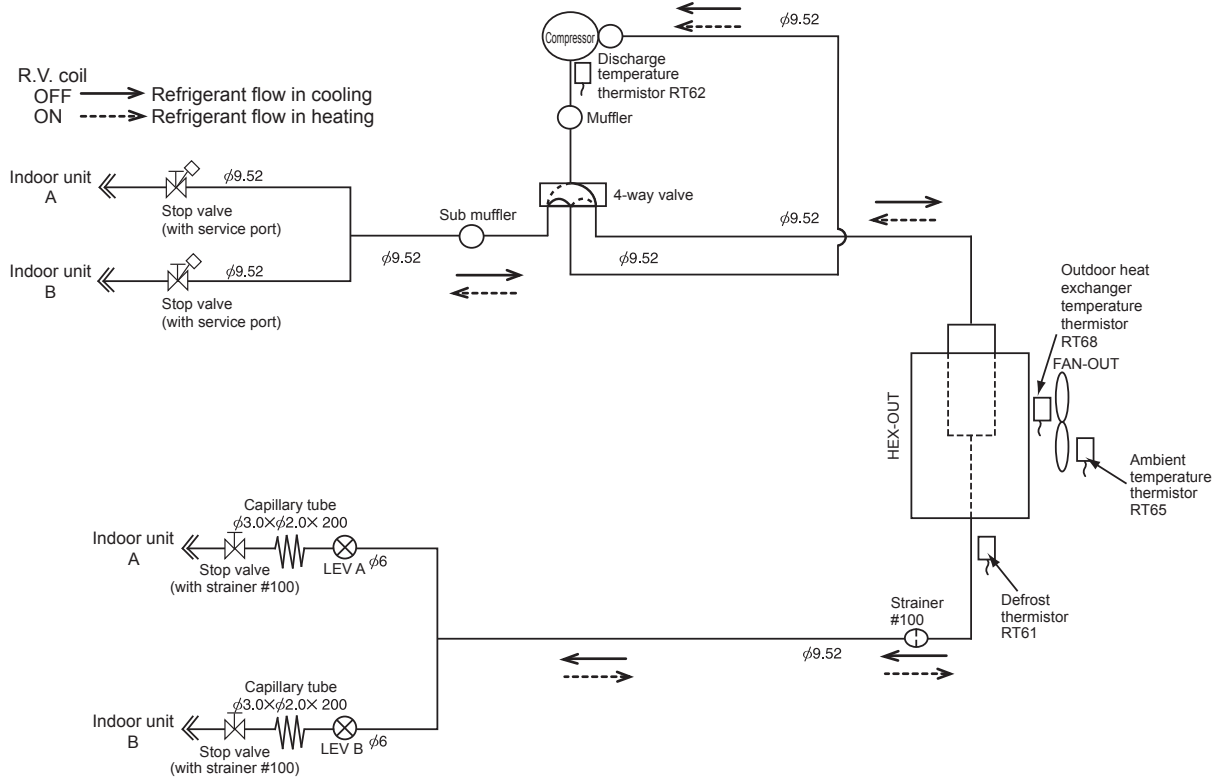 Compressor
ϕ9.52
Discharge
temperature
thermistor RT62
Muffler
R.V. coil
OFF Refrigerant flow in cooling
ON Refrigerant flow in heating
Indoor unit
A
ϕ9.52
Stop valve
(with service port)
Indoor unit
B
ϕ9.52
Stop valve
(with service port)
Sub muffler
ϕ9.52
4-way valve
ϕ9.52
ϕ9.52
Outdoor heat
exchanger
temperature
thermistor
RT68
FAN-OUT
HEX-OUT
Ambient
temperature
thermistor
RT65
Defrost
thermistor
RT61
Strainer
#100
ϕ9.52
Indoor unit
A
Capillary tube
ϕ3.0×ϕ2.0× 200
LEV A ϕ6
Stop valve
(with strainer #100)
Indoor unit
B
Capillary tube
ϕ3.0×ϕ2.0× 200
LEV B ϕ6
Stop valve
(with strainer #100)